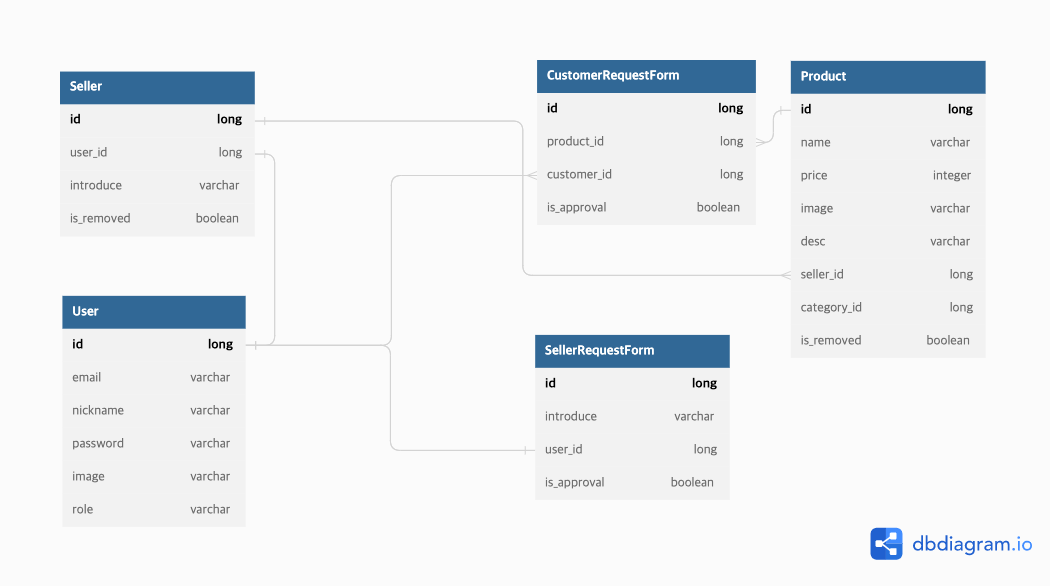 Seller
id long
user_id long
introduce varchar
is_removed boolean
User
id long
email varchar
nickname varchar
password varchar
image varchar
role varchar
CustomerRequestForm
id long
product_id long
customer_id long
is_approval boolean
SellerRequestForm
id long
introduce varchar
user_id long
is_approval boolean
Product
id long
name varchar
price integer
image varchar
desc varchar
seller_id long
category_id long
is_removed boolean
dbdiagram.io